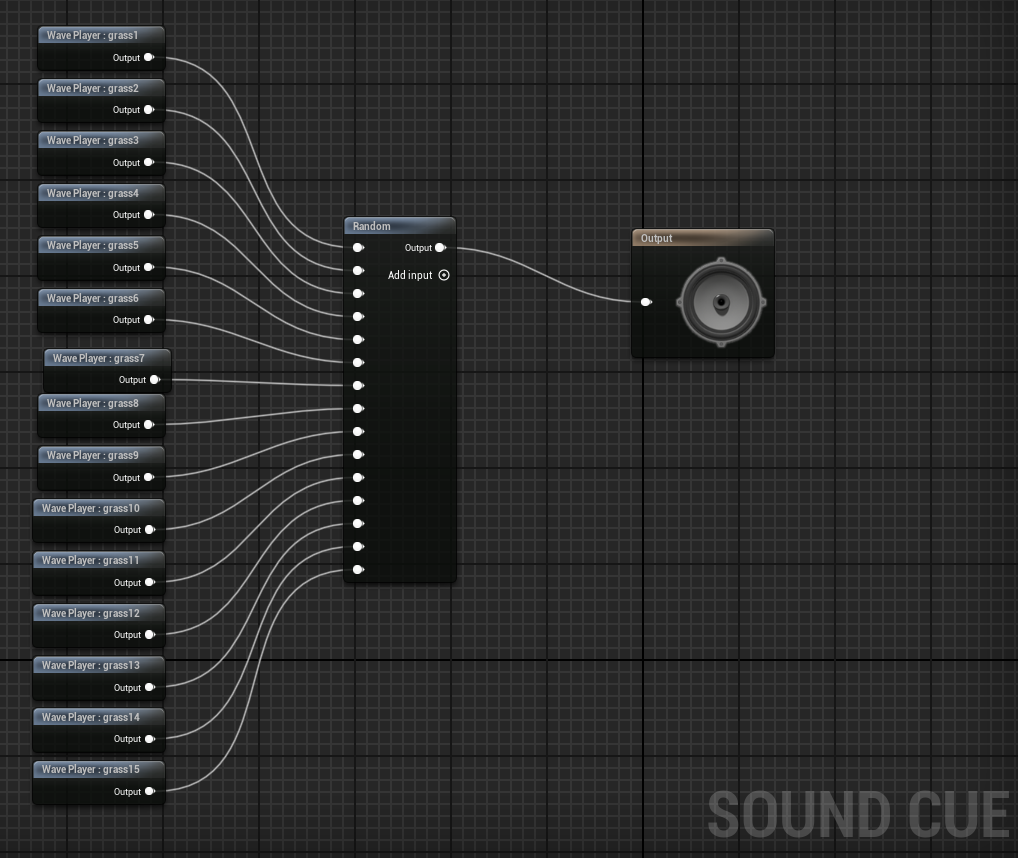 Wave Player : grass1
Output
Wave Player : grass2
Output
Wave Player : grass3
Output
Wave Player : grass4
Output
Wave Player : grass5
Output
Wave Player : grass6
Output
Wave Player : grass7
Output
Wave Player : grass8
Output
Wave Player : grass9
Output
Wave Player : grass10
Output
Wave Player : grass11
Output
Wave Player : grass12
Output
Wave Player : grass13
Output
Wave Player : grass14
Output
Wave Player : grass15
Output
Random
Output
Add input
Output
SOUND CUE